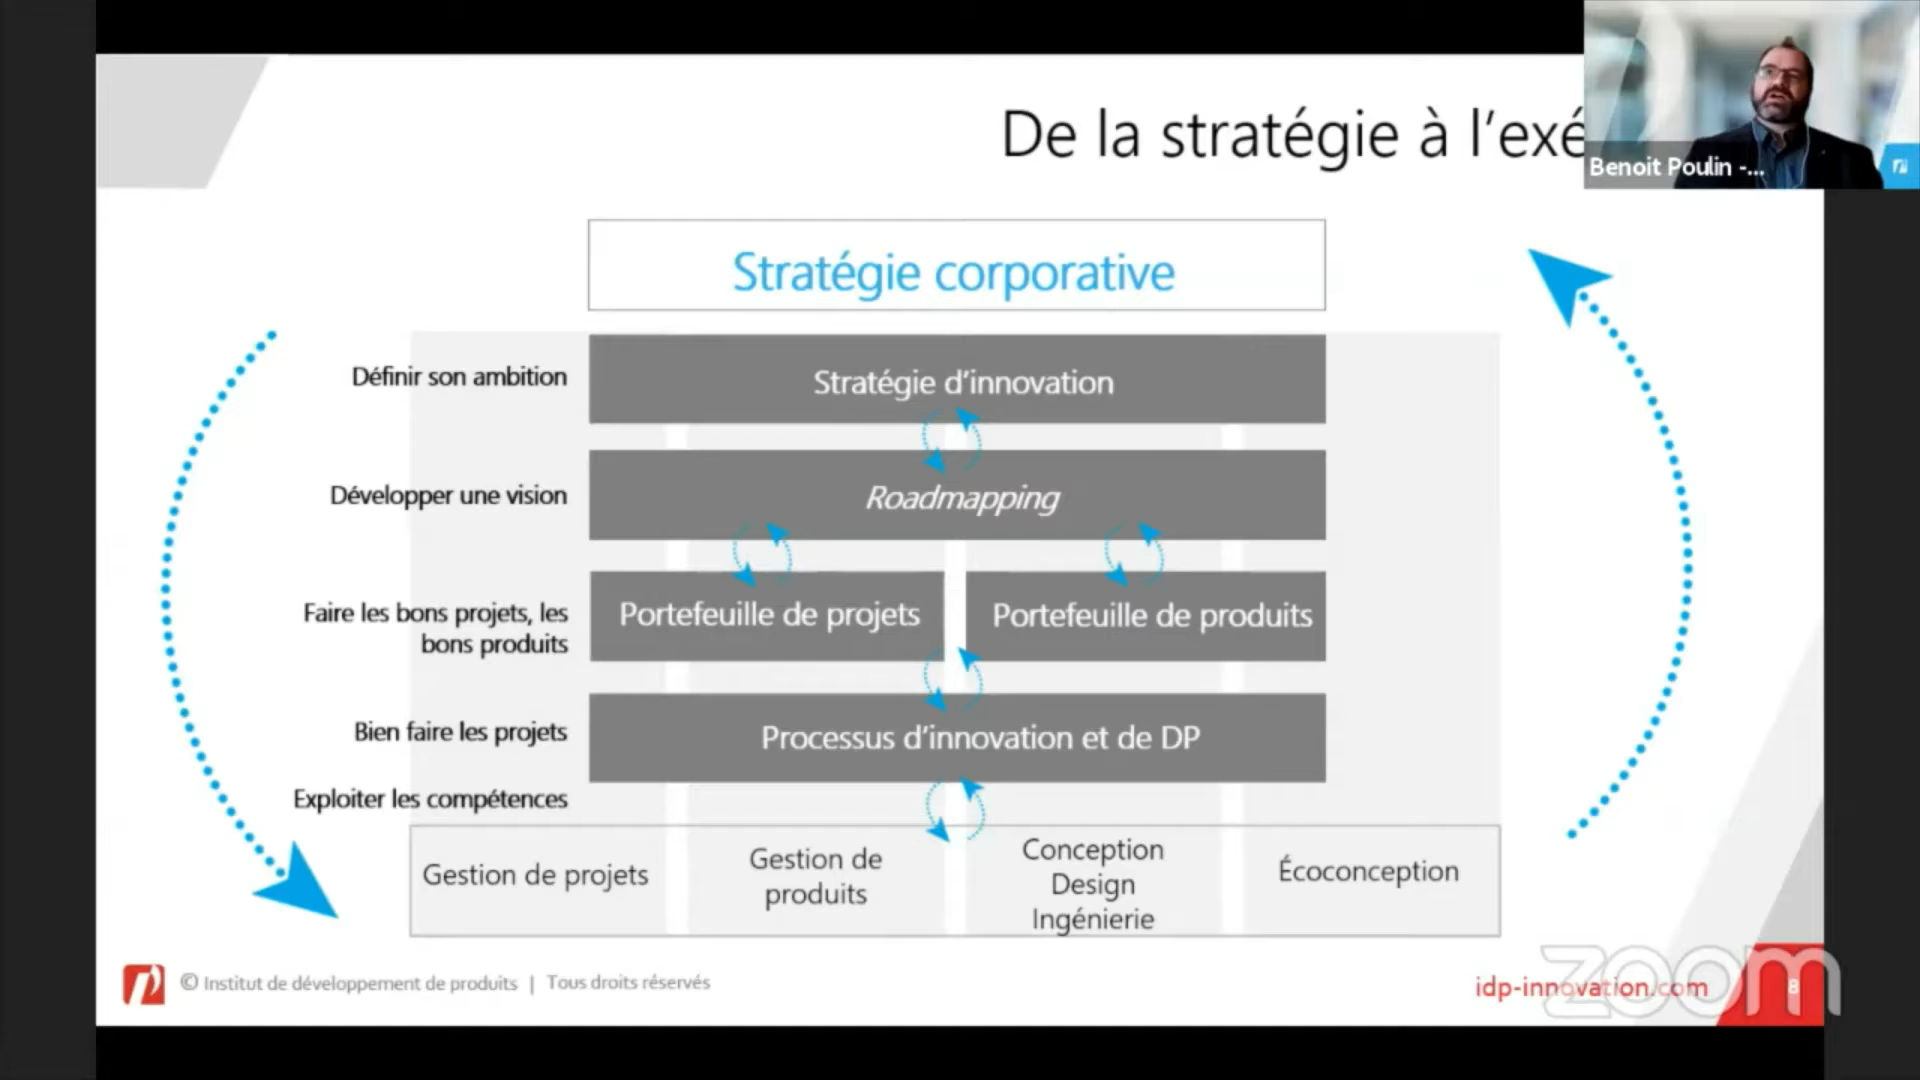 De la stratégie à l'exé
Benoit Poulin -...
Stratégie corporative
Définir son ambition
Stratégie d'innovation
Développer une vision
Roadmapping
Faire les bons projets, les
bons produits
Portefeuille de projets
Portefeuille de produits
Bien faire les projets
Processus d'innovation et de DP
Exploiter les compétences
Gestion de projets
Gestion de
produits
Conception
Design
Ingénierie
Écoconception
© Institut de développement de produits | Tous droits réservés
idp-innovation.com
8
zoom